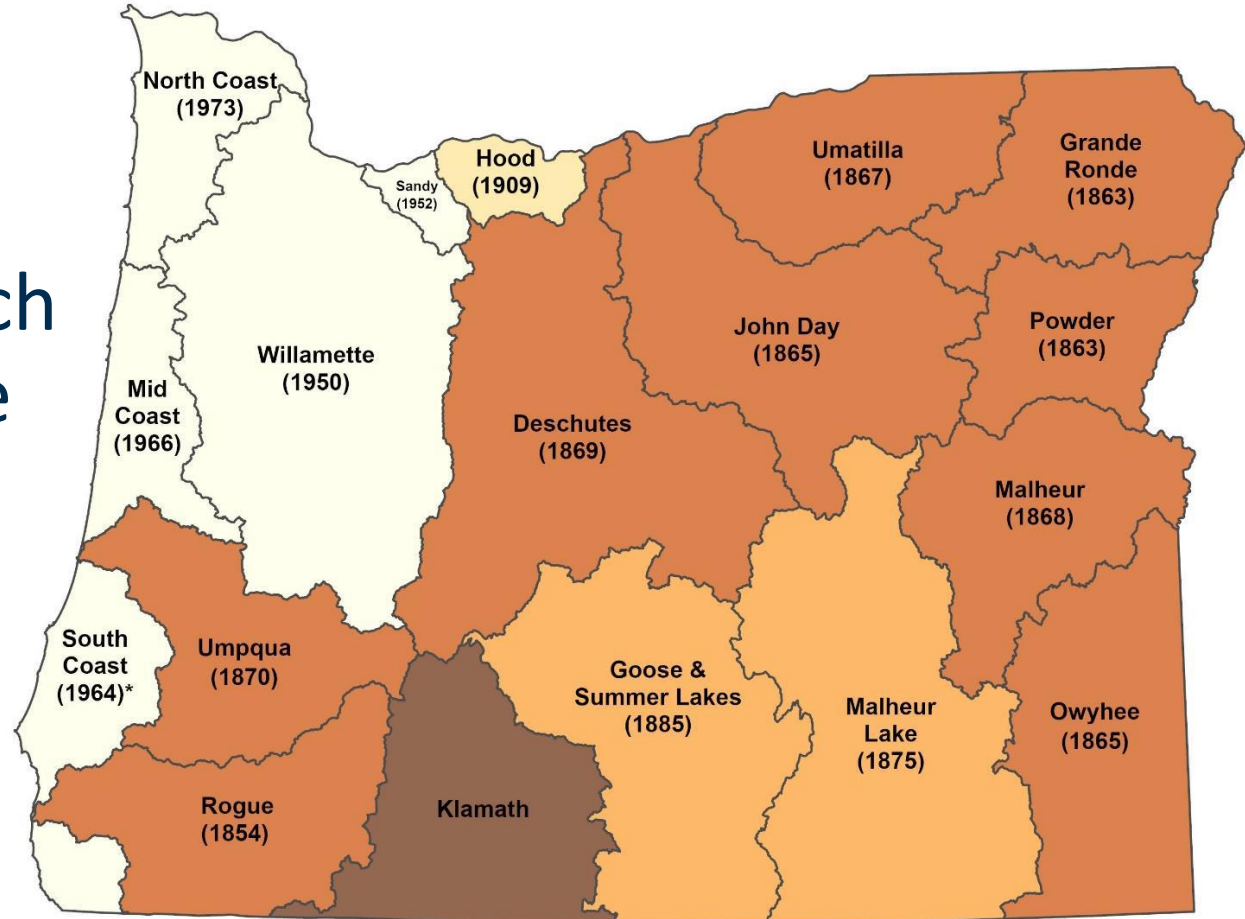 ch
e
North Coast
(1973)
Hood
(1909)
Sandy
(1952)
Umatilla
(1867)
Grande
Ronde
(1863)
Willamette
(1950)
Mid
Coast
(1966)
Deschutes
(1869)
John Day
(1865)
Powder
(1863)
Malheur
(1868)
South
Coast
(1964)*
Umpqua
(1870)
Goose &
Summer Lakes
(1885)
Malheur
Lake
(1875)
Owyhee
(1865)
Rogue
(1854)
Klamath